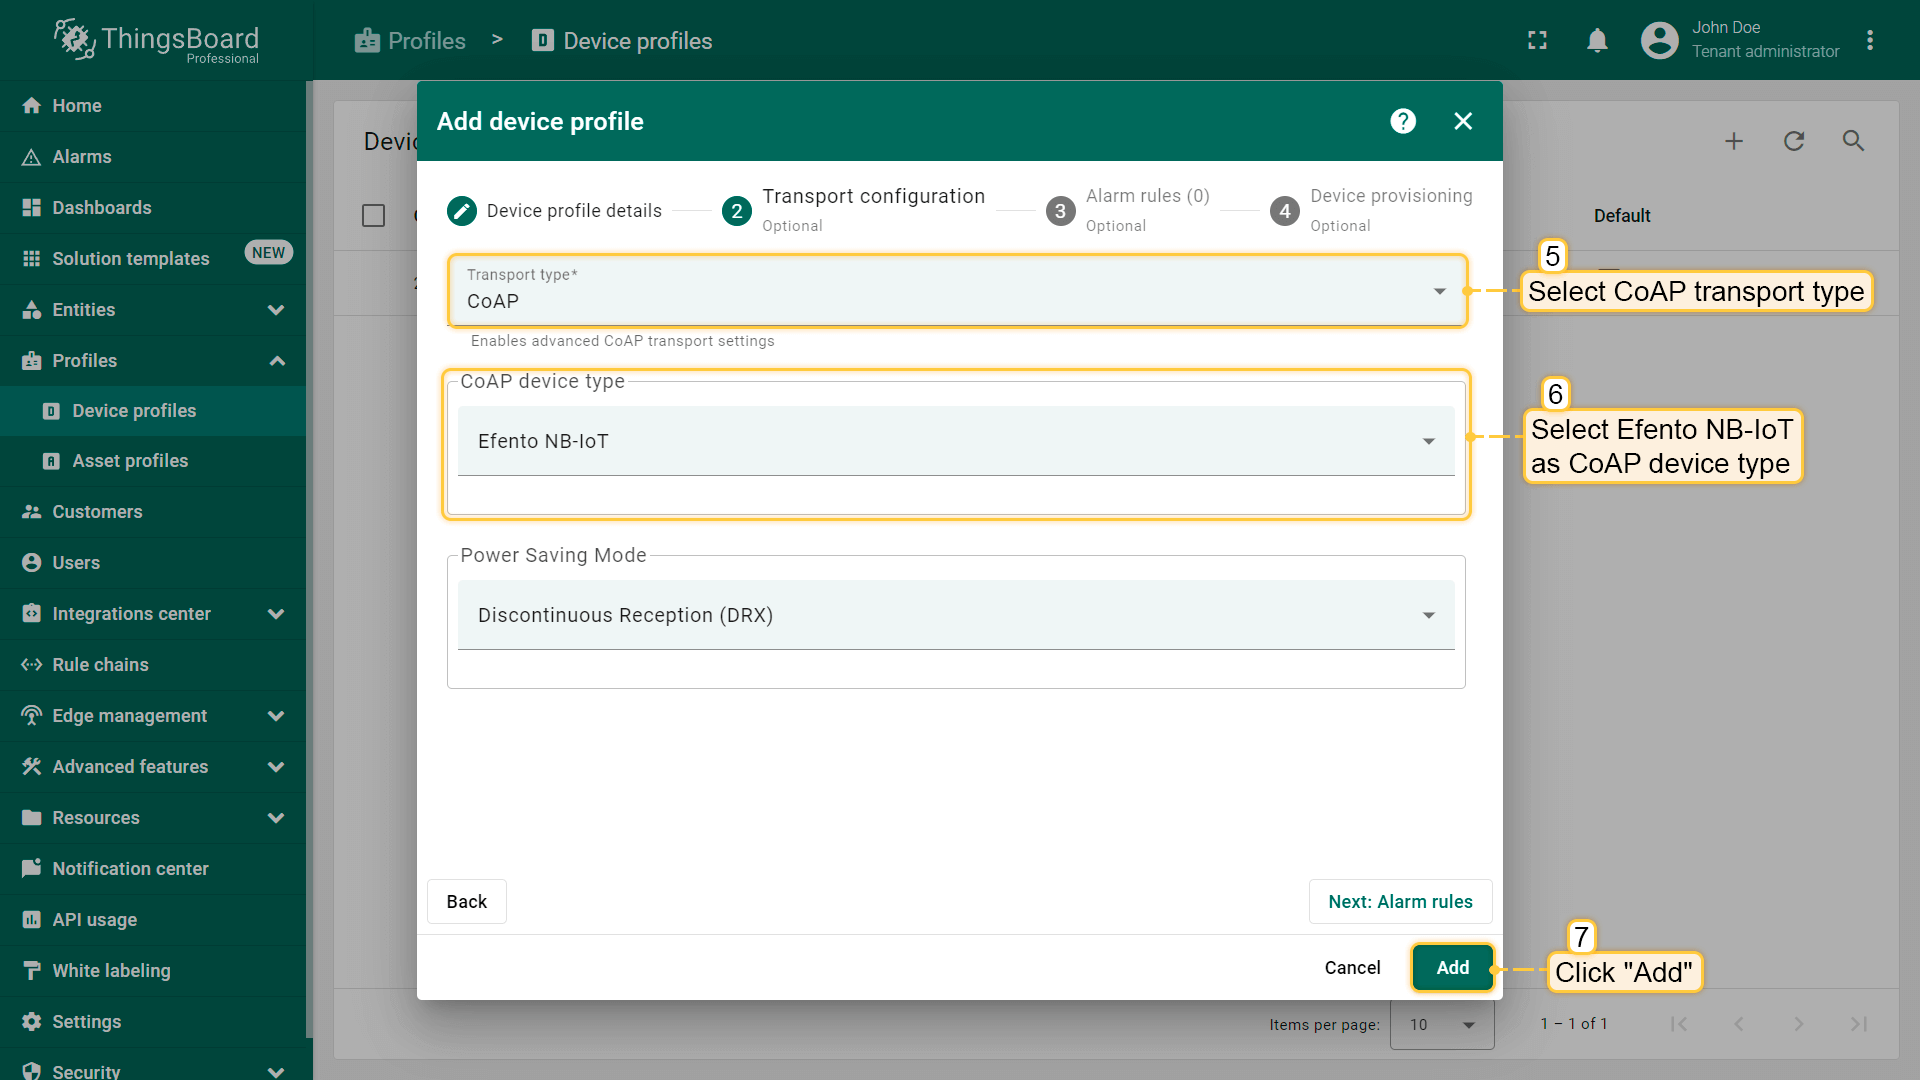 ThingsBoard
Professional
Profiles > Device profiles
John Doe
Tenant administrator
Home
Alarms
Dashboards
Solution templates NEW
Entities
Profiles
Device profiles
Asset profiles
Customers
Users
Integrations center
Rule chains
Edge management
Advanced features
Resources
Notification center
API usage
White labeling
Settings
Security
Default
Add device profile
Device profile details
2 Transport configuration
Optional
3 Alarm rules (0)
Optional
4 Device provisioning
Optional
Transport type*
CoAP
Enables advanced CoAP transport settings
5
Select CoAP transport type
CoAP device type
Efento NB-IoT
6
Select Efento NB-IoT
as CoAP device type
Power Saving Mode
Discontinuous Reception (DRX)
Back
Next: Alarm rules
Cancel
Add
7
Click "Add"
Items per page: 10
1 – 1 of 1